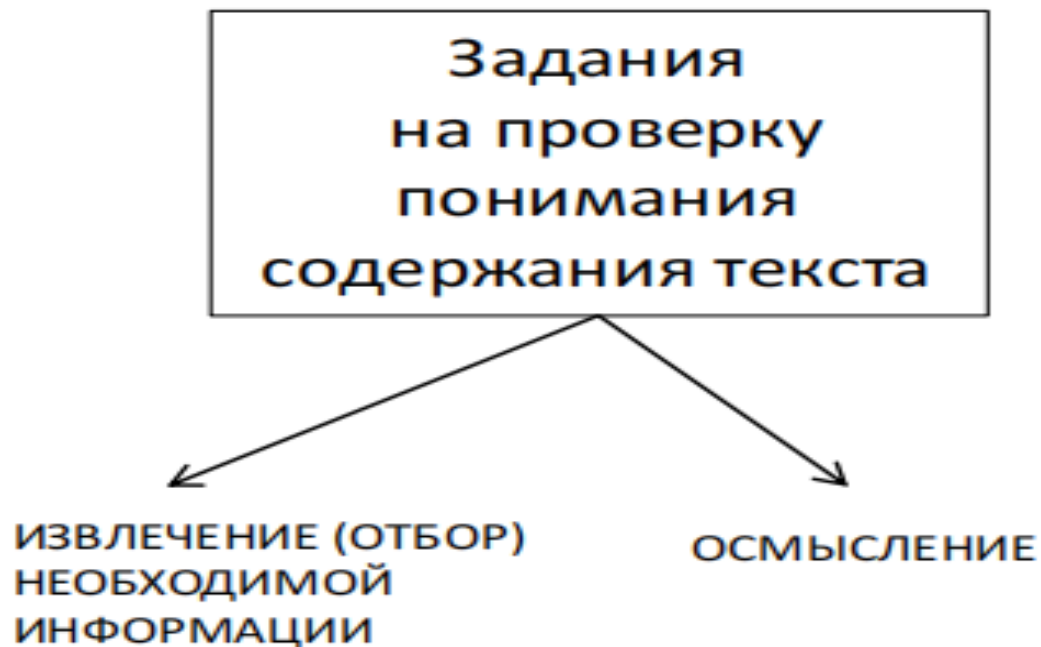 Задания
на проверку
понимания
содержания текста
ИЗВЛЕЧЕНИЕ (ОТБОР)
НЕОБХОДИМОЙ
ИНФОРМАЦИИ
ОСМЫСЛЕНИЕ